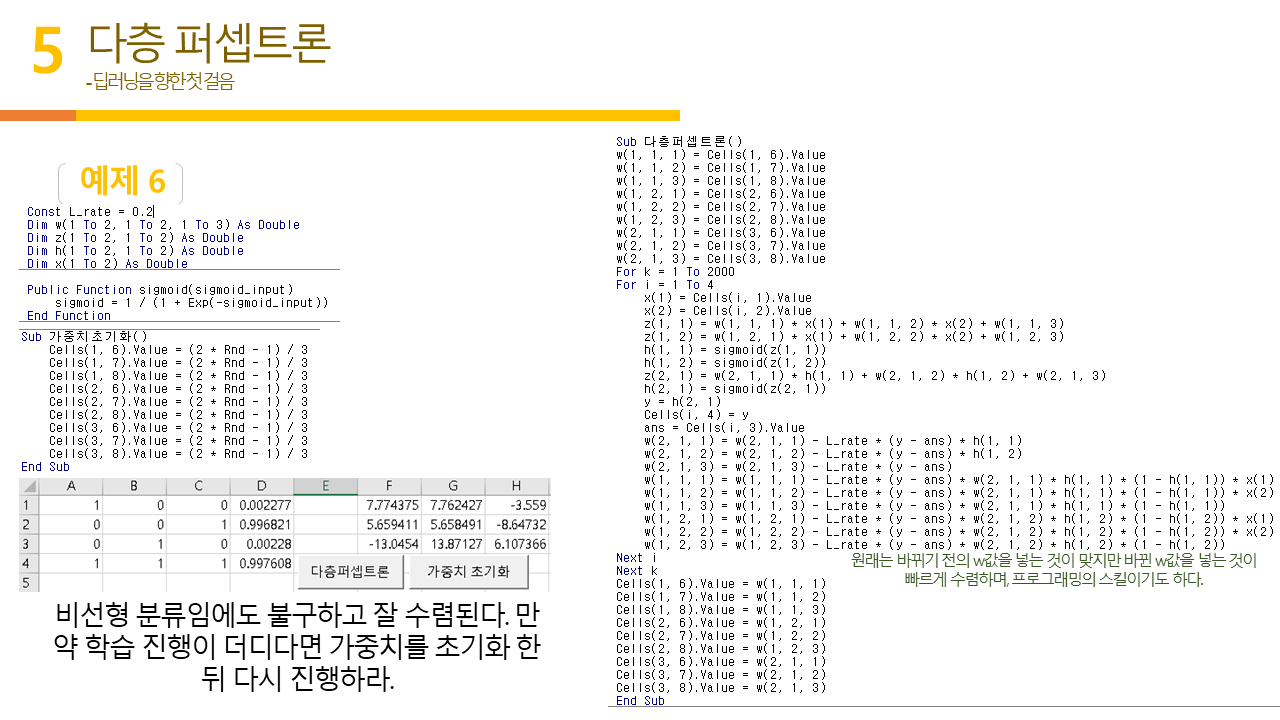 5 다층 퍼셉트론
- 딥러닝을 향한 첫 걸음
예제 6
Const L_rate = 0.2
Dim w(1 To 2, 1 To 2, 1 To 3) As Double
Dim z(1 To 2, 1 To 2) As Double
Dim h(1 To 2, 1 To 2) As Double
Dim x(1 To 2) As Double
Public Function sigmoid(sigmoid_input)
sigmoid = 1 / (1 + Exp(-sigmoid_input))
End Function
Sub 가중치초기화()
Cells(1, 6).Value = (2 * Rnd - 1) / 3
Cells(1, 7).Value = (2 * Rnd - 1) / 3
Cells(1, 8).Value = (2 * Rnd - 1) / 3
Cells(2, 6).Value = (2 * Rnd - 1) / 3
Cells(2, 7).Value = (2 * Rnd - 1) / 3
Cells(2, 8).Value = (2 * Rnd - 1) / 3
Cells(3, 6).Value = (2 * Rnd - 1) / 3
Cells(3, 7).Value = (2 * Rnd - 1) / 3
Cells(3, 8).Value = (2 * Rnd - 1) / 3
End Sub
A B C D E F G H
1 1 0 0 0.002277 7.774375 7.762427 -3.559
2 0 0 1 0.996821 5.659411 5.658491 -8.64732
3 0 1 0 0.00228 -13.0454 13.87127 6.107366
4 1 1 1 0.997608 다층퍼셉트론 가중치 초기화
5
비선형 분류임에도 불구하고 잘 수렴된다. 만
약 학습 진행이 더디다면 가중치를 초기화 한
뒤 다시 진행하라.
Sub 다층퍼셉트론()
w(1, 1, 1) = Cells(1, 6).Value
w(1, 1, 2) = Cells(1, 7).Value
w(1, 1, 3) = Cells(1, 8).Value
w(1, 2, 1) = Cells(2, 6).Value
w(1, 2, 2) = Cells(2, 7).Value
w(1, 2, 3) = Cells(2, 8).Value
w(2, 1, 1) = Cells(3, 6).Value
w(2, 1, 2) = Cells(3, 7).Value
w(2, 1, 3) = Cells(3, 8).Value
For k = 1 To 2000
For i = 1 To 4
x(1) = Cells(i, 1).Value
x(2) = Cells(i, 2).Value
z(1, 1) = w(1, 1, 1) * x(1) + w(1, 1, 2) * x(2) + w(1, 1, 3)
z(1, 2) = w(1, 2, 1) * x(1) + w(1, 2, 2) * x(2) + w(1, 2, 3)
h(1, 1) = sigmoid(z(1, 1))
h(1, 2) = sigmoid(z(1, 2))
z(2, 1) = w(2, 1, 1) * h(1, 1) + w(2, 1, 2) * h(1, 2) + w(2, 1, 3)
h(2, 1) = sigmoid(z(2, 1))
y = h(2, 1)
Cells(i, 4) = y
ans = Cells(i, 3).Value
w(2, 1, 1) = w(2, 1, 1) - L_rate * (y - ans) * h(1, 1)
w(2, 1, 2) = w(2, 1, 2) - L_rate * (y - ans) * h(1, 2)
w(2, 1, 3) = w(2, 1, 3) - L_rate * (y - ans)
w(1, 1, 1) = w(1, 1, 1) - L_rate * (y - ans) * w(2, 1, 1) * h(1, 1) * (1 - h(1, 1)) * x(1)
w(1, 1, 2) = w(1, 1, 2) - L_rate * (y - ans) * w(2, 1, 1) * h(1, 1) * (1 - h(1, 1)) * x(2)
w(1, 1, 3) = w(1, 1, 3) - L_rate * (y - ans) * w(2, 1, 1) * h(1, 1) * (1 - h(1, 1))
w(1, 2, 1) = w(1, 2, 1) - L_rate * (y - ans) * w(2, 1, 2) * h(1, 2) * (1 - h(1, 2)) * x(1)
w(1, 2, 2) = w(1, 2, 2) - L_rate * (y - ans) * w(2, 1, 2) * h(1, 2) * (1 - h(1, 2)) * x(2)
w(1, 2, 3) = w(1, 2, 3) - L_rate * (y - ans) * w(2, 1, 2) * h(1, 2) * (1 - h(1, 2))
Next i
Next k
원래는 바뀌기 전의 w값을 넣는 것이 맞지만 바뀐 w값을 넣는 것이
빠르게 수렴하며, 프로그래밍의 스킬이기도 하다.
Cells(1, 6).Value = w(1, 1, 1)
Cells(1, 7).Value = w(1, 1, 2)
Cells(1, 8).Value = w(1, 1, 3)
Cells(2, 6).Value = w(1, 2, 1)
Cells(2, 7).Value = w(1, 2, 2)
Cells(2, 8).Value = w(1, 2, 3)
Cells(3, 6).Value = w(2, 1, 1)
Cells(3, 7).Value = w(2, 1, 2)
Cells(3, 8).Value = w(2, 1, 3)
End Sub